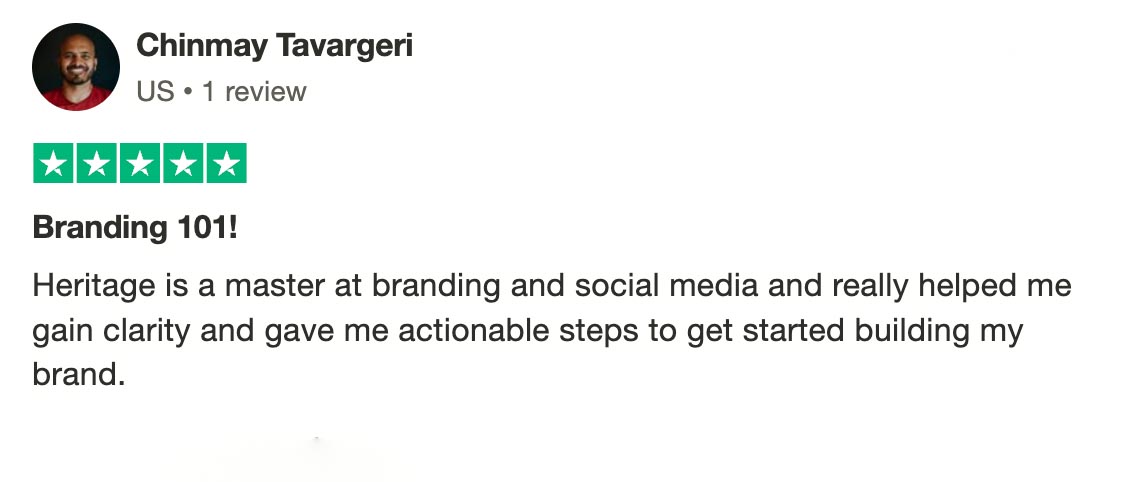 Chinmay Tavargeri
US • 1 review
Branding 101!
Heritage is a master at branding and social media and really helped me
gain clarity and gave me actionable steps to get started building my
brand.